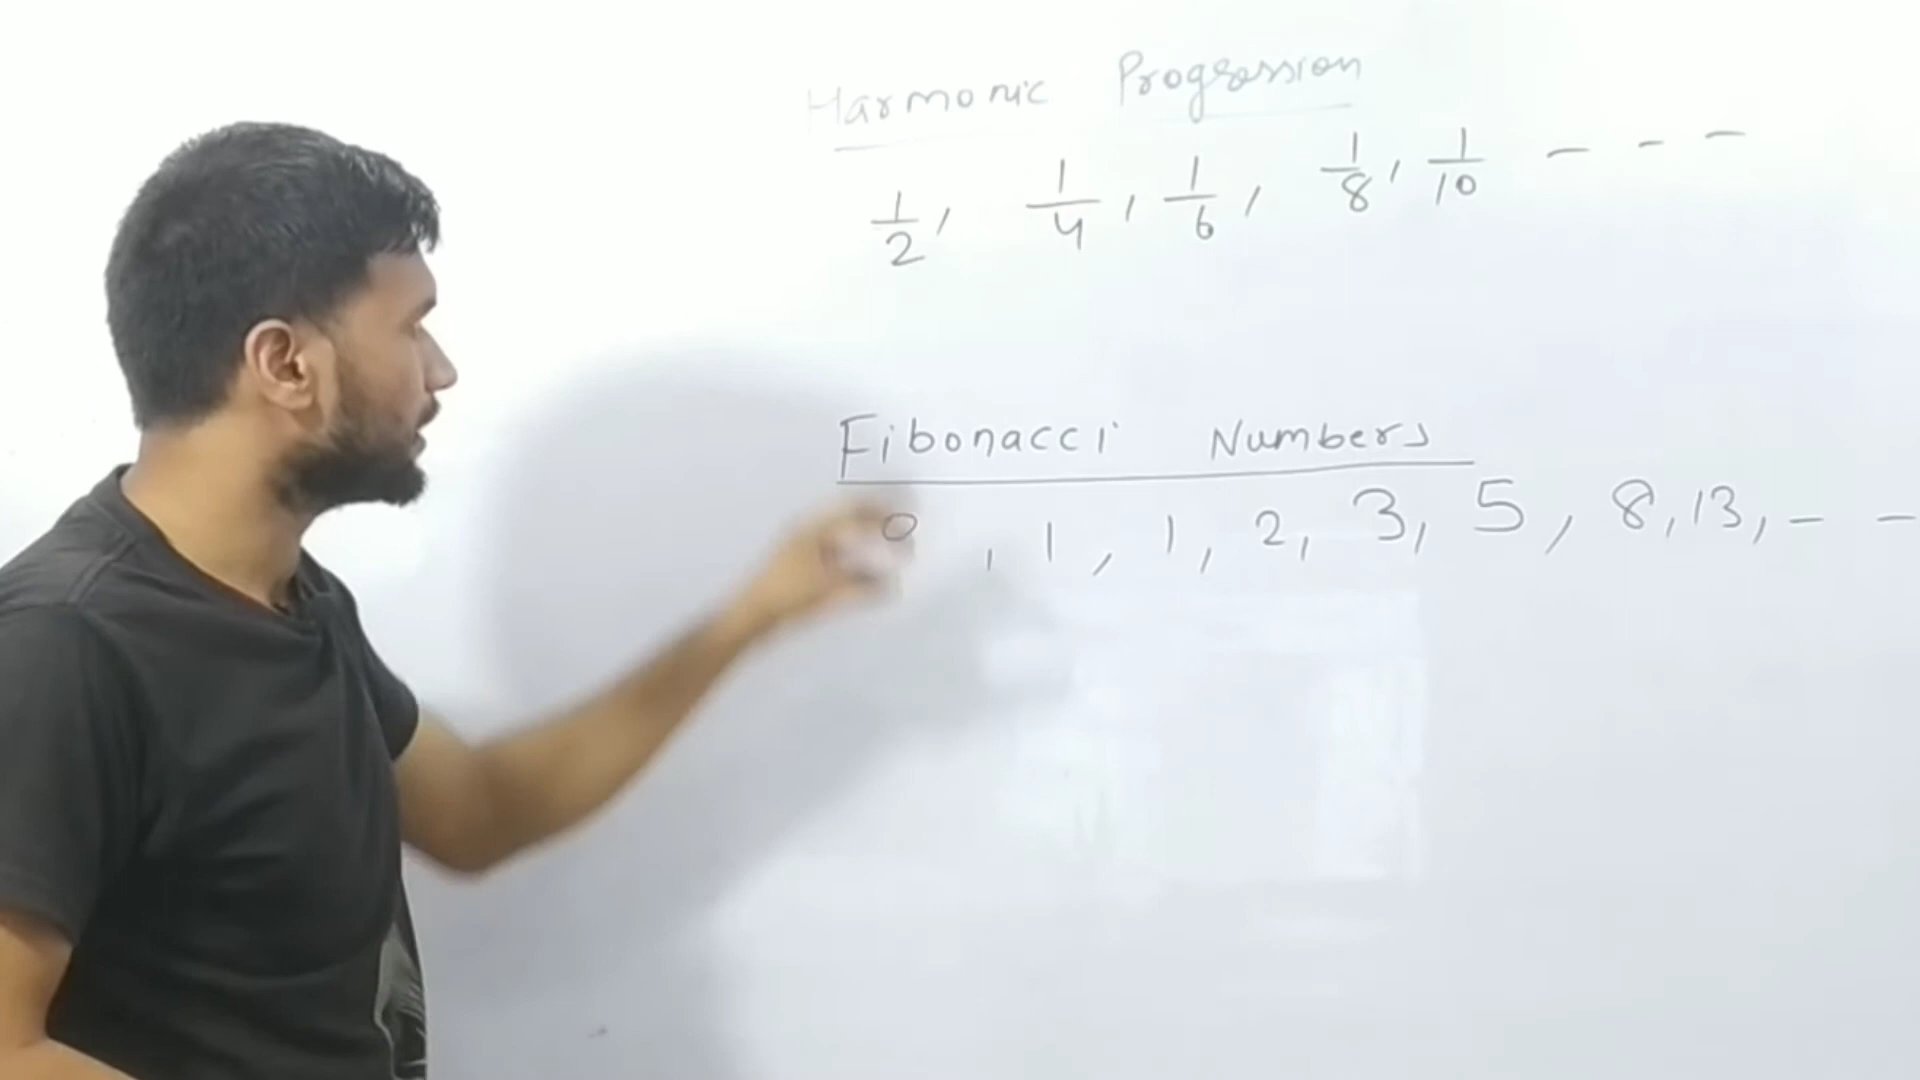 Harmonic Progression
1/2, 1/4, 1/6, 1/8, 1/10 - - -
Fibonacci Numbers
0, 1, 1, 2, 3, 5, 8, 13, - -